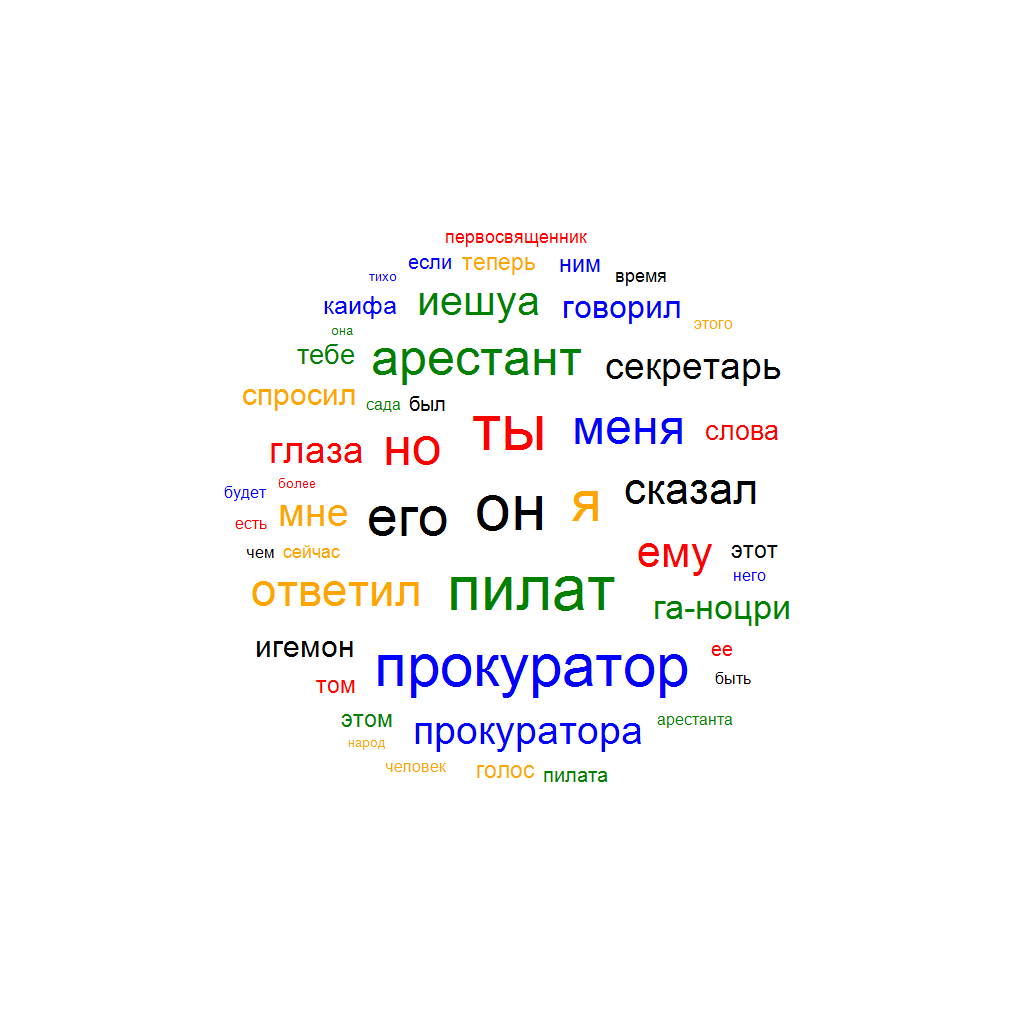 первосвященник
если теперь ним
тихо время
каифа иешуа говорил
этого
она
тебе арестант секретарь
спросил сада был
ты меня слова
глаза но
более
будет его он я сказал
есть мне
чем сейчас ему этот
него
ответил пилат га-ноцри
игемон прокуратор ее
том быть
этом прокуратора арестанта
народ
человек голос пилата